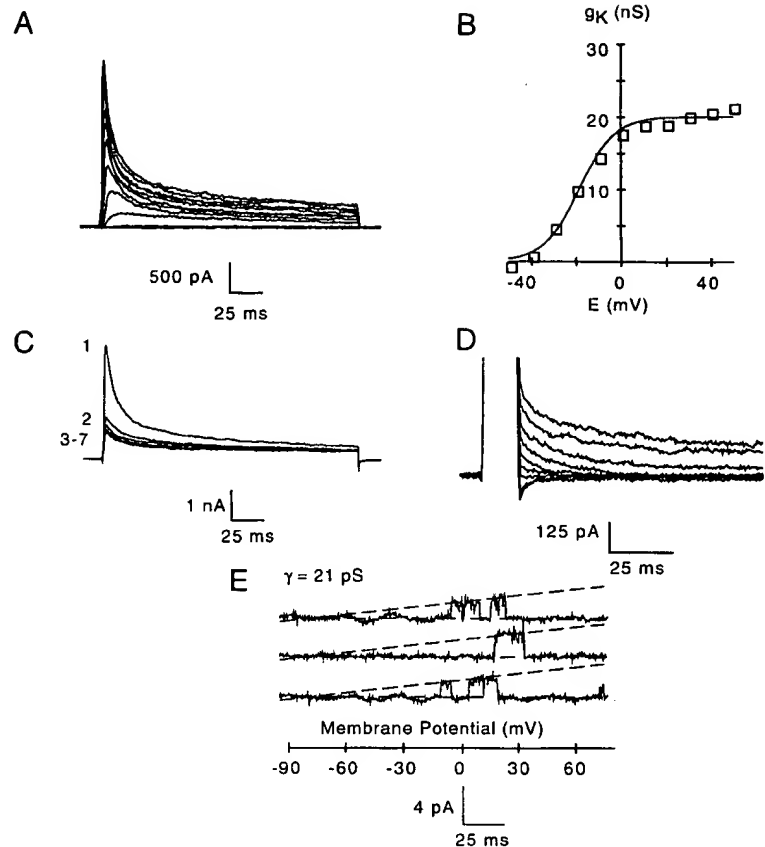 A
500 pA
25 ms
B
gK (nS)
30
20
10
-40
0
40
E (mV)
C
1
2
3-7
1 nA
25 ms
D
125 pA
25 ms
E
γ = 21 pS
Membrane Potential (mV)
-90 -60 -30 0 30 60
4 pA
25 ms